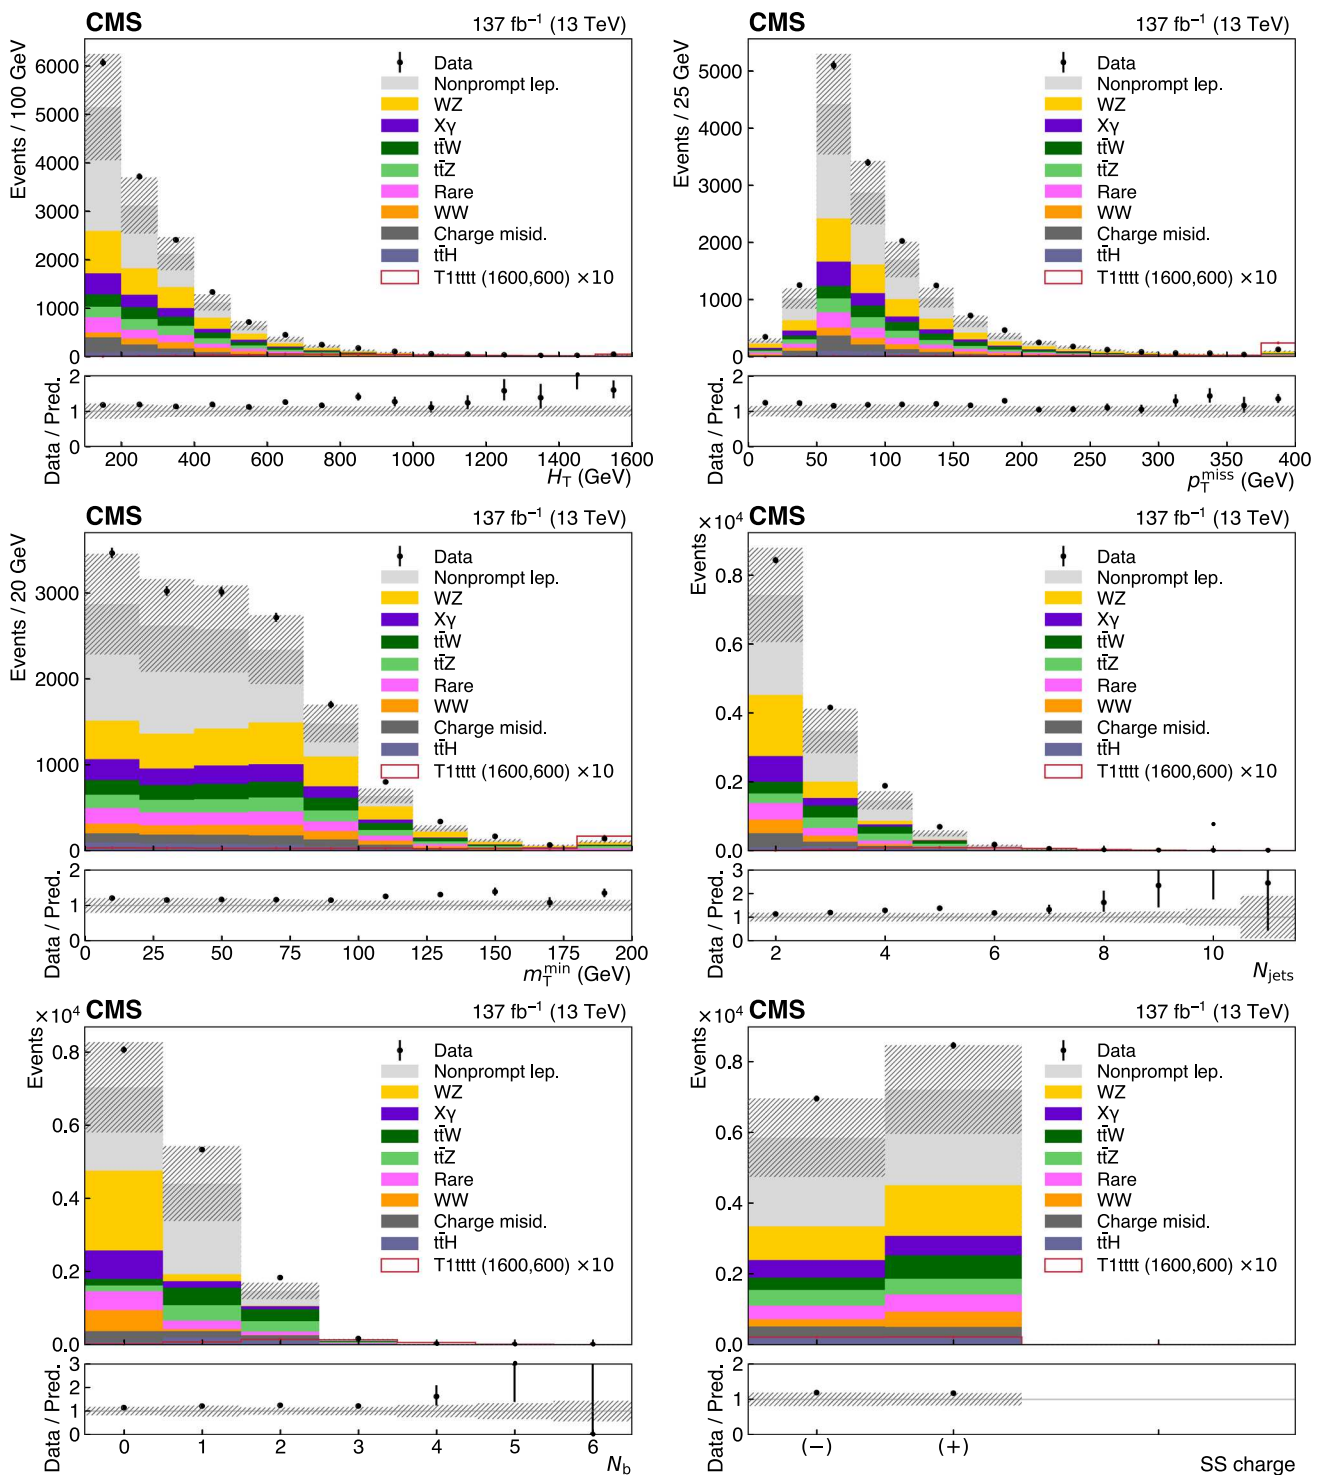 CMS 137 fb⁻¹ (13 TeV)
Events / 100 GeV
6000
5000
4000
3000
2000
1000
0
Data
Nonprompt lep.
WZ
Xγ
tt̄W
tt̄Z
Rare
WW
Charge misid.
tt̄H
T1tttt (1600,600) ×10
Data / Pred.
2
1
0
200 400 600 800 1000 1200 1400 1600
H_T (GeV)
CMS 137 fb⁻¹ (13 TeV)
Events / 25 GeV
5000
4000
3000
2000
1000
0
Data
Nonprompt lep.
WZ
Xγ
tt̄W
tt̄Z
Rare
WW
Charge misid.
tt̄H
T1tttt (1600,600) ×10
Data / Pred.
2
1
0
0 50 100 150 200 250 300 350 400
p_T^miss (GeV)
CMS 137 fb⁻¹ (13 TeV)
Events / 20 GeV
3000
2000
1000
0
Data
Nonprompt lep.
WZ
Xγ
tt̄W
tt̄Z
Rare
WW
Charge misid.
tt̄H
T1tttt (1600,600) ×10
Data / Pred.
2
1
0
0 25 50 75 100 125 150 175 200
m_T^min (GeV)
×10⁴ CMS 137 fb⁻¹ (13 TeV)
Events
0.8
0.6
0.4
0.2
0.0
Data
Nonprompt lep.
WZ
Xγ
tt̄W
tt̄Z
Rare
WW
Charge misid.
tt̄H
T1tttt (1600,600) ×10
Data / Pred.
3
2
1
0
2 4 6 8 10
N_jets
×10⁴ CMS 137 fb⁻¹ (13 TeV)
Events
0.8
0.6
0.4
0.2
0.0
Data
Nonprompt lep.
WZ
Xγ
tt̄W
tt̄Z
Rare
WW
Charge misid.
tt̄H
T1tttt (1600,600) ×10
Data / Pred.
3
2
1
0
0 1 2 3 4 5 6
N_b
×10⁴ CMS 137 fb⁻¹ (13 TeV)
Events
0.8
0.6
0.4
0.2
0.0
Data
Nonprompt lep.
WZ
Xγ
tt̄W
tt̄Z
Rare
WW
Charge misid.
tt̄H
T1tttt (1600,600) ×10
Data / Pred.
2
1
0
(−) (+)
SS charge